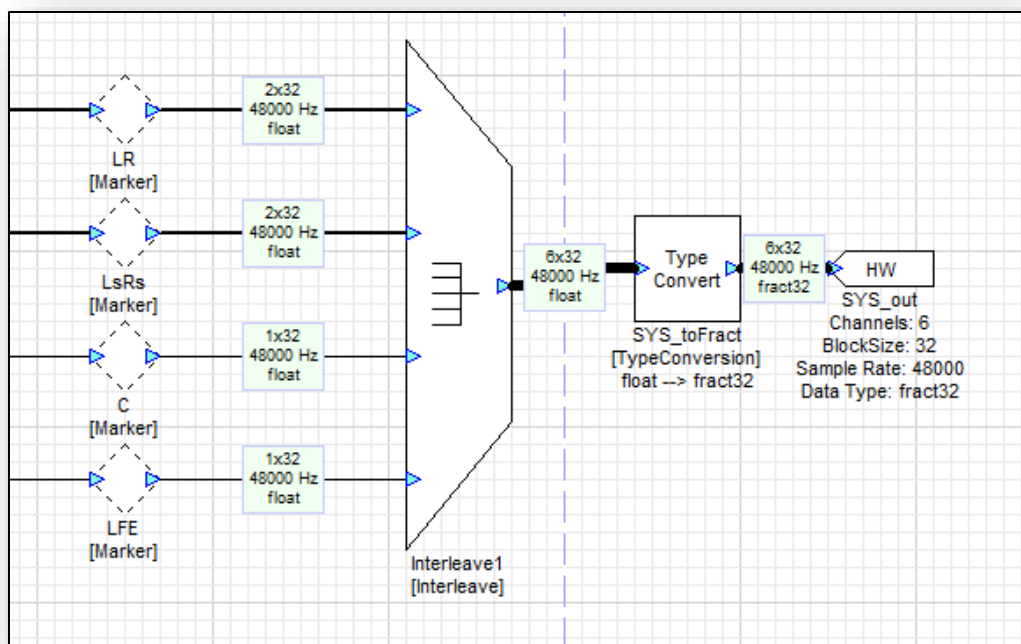 2x32
48000 Hz
float
LR
[Marker]
2x32
48000 Hz
float
LsRs
[Marker]
1x32
48000 Hz
float
C
[Marker]
1x32
48000 Hz
float
LFE
[Marker]
Interleave1
[Interleave]
6x32
48000 Hz
float
Type
Convert
SYS_toFract
[TypeConversion]
float --> fract32
6x32
48000 Hz
fract32
HW
SYS_out
Channels: 6
BlockSize: 32
Sample Rate: 48000
Data Type: fract32